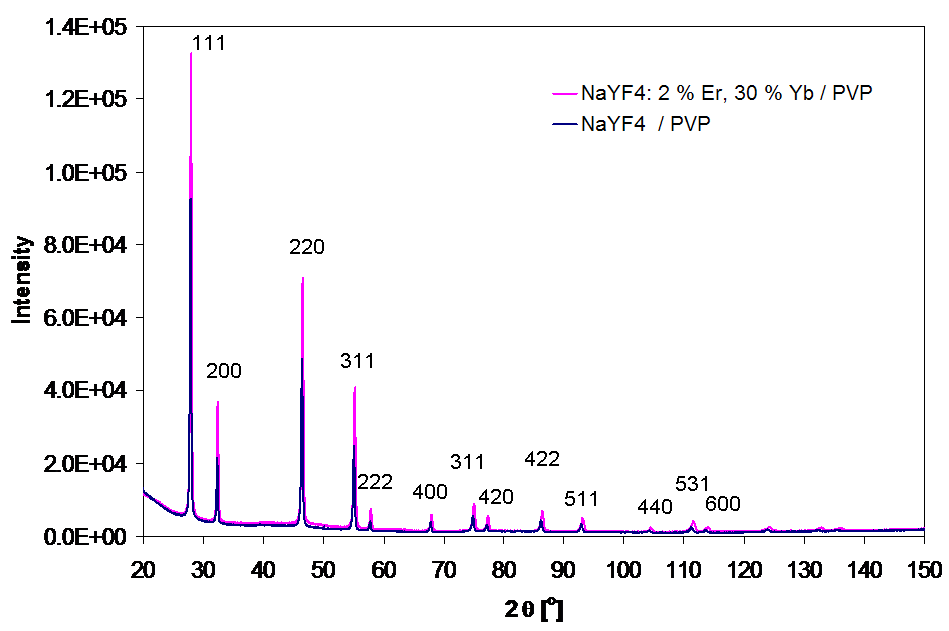 1.4E+05
1.2E+05
1.0E+05
8.0E+04
6.0E+04
4.0E+04
2.0E+04
0.0E+00
Intensity
111
200
220
311
222
400
311
420
422
511
440
531
600
NaYF4: 2 % Er, 30 % Yb / PVP
NaYF4 / PVP
20 30 40 50 60 70 80 90 100 110 120 130 140 150
2 θ [°]